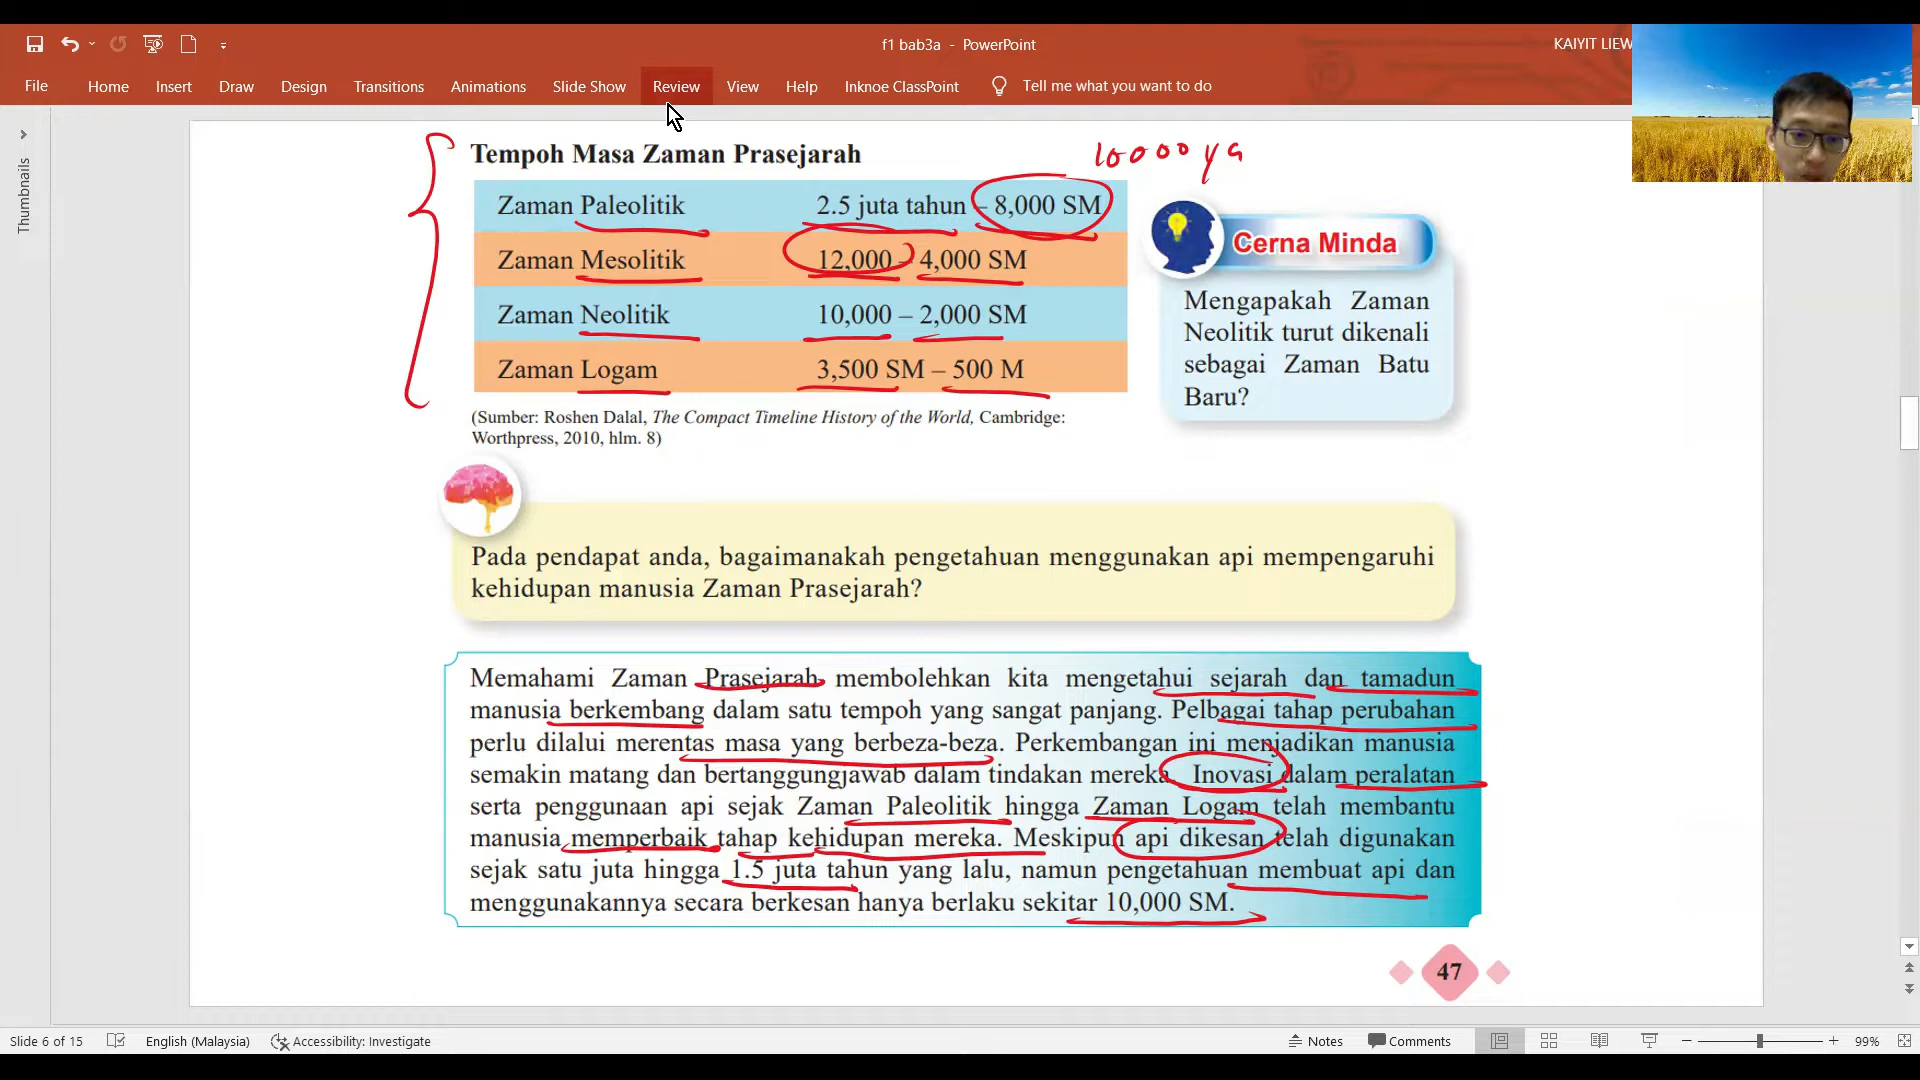 f1 bab3a - PowerPoint
KAIYIT LIEW
File Home Insert Draw Design Transitions Animations Slide Show Review View Help Inknoe ClassPoint Tell me what you want to do
Thumbnails
Tempoh Masa Zaman Prasejarah
10000 ya
Zaman Paleolitik 2.5 juta tahun – 8,000 SM
Zaman Mesolitik 12,000 – 4,000 SM
Zaman Neolitik 10,000 – 2,000 SM
Zaman Logam 3,500 SM – 500 M
(Sumber: Roshen Dalal, The Compact Timeline History of the World, Cambridge:
Worthpress, 2010, hlm. 8)
Cerna Minda
Mengapakah Zaman
Neolitik turut dikenali
sebagai Zaman Batu
Baru?
Pada pendapat anda, bagaimanakah pengetahuan menggunakan api mempengaruhi
kehidupan manusia Zaman Prasejarah?
Memahami Zaman Prasejarah membolehkan kita mengetahui sejarah dan tamadun
manusia berkembang dalam satu tempoh yang sangat panjang. Pelbagai tahap perubahan
perlu dilalui merentas masa yang berbeza-beza. Perkembangan ini menjadikan manusia
semakin matang dan bertanggungjawab dalam tindakan mereka. Inovasi dalam peralatan
serta penggunaan api sejak Zaman Paleolitik hingga Zaman Logam telah membantu
manusia memperbaik tahap kehidupan mereka. Meskipun api dikesan telah digunakan
sejak satu juta hingga 1.5 juta tahun yang lalu, namun pengetahuan membuat api dan
menggunakannya secara berkesan hanya berlaku sekitar 10,000 SM.
47
Slide 6 of 15 English (Malaysia) Accessibility: Investigate Notes Comments 99%